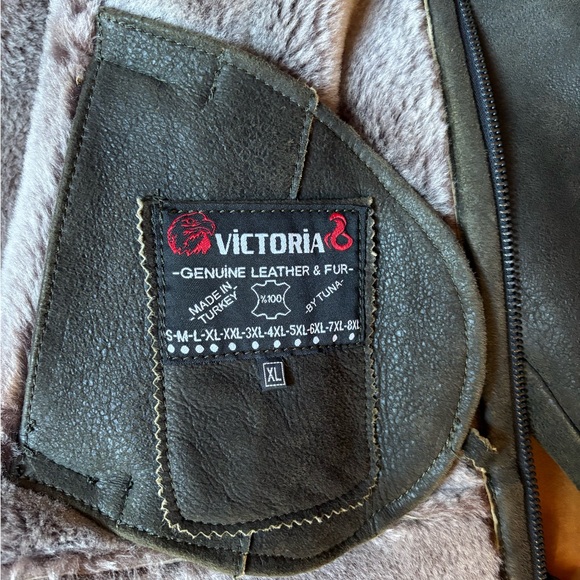 ViCTORiA
-GENUiNE LEATHER & FUR-
-MADE IN TURKEY-
%100
-BY TUNA-
S-M-L-XL-XXL-3XL-4XL-5XL-6XL-7XL-8XL
XL